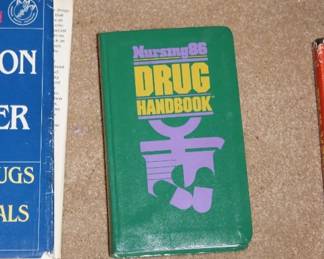 ON
ER
UGS
ALS
Nursing86
DRUG
HANDBOOK